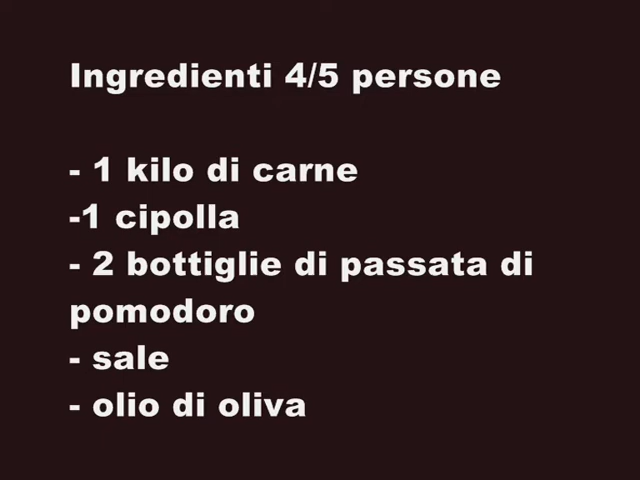 Ingredienti 4/5 persone
- 1 kilo di carne
-1 cipolla
- 2 bottiglie di passata di
pomodoro
- sale
- olio di oliva